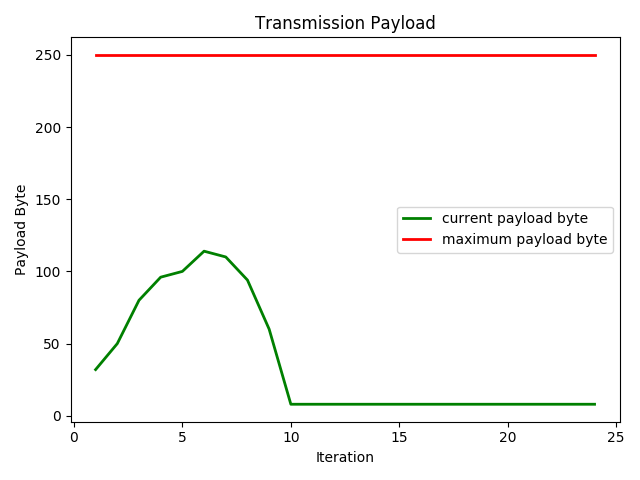 Transmission Payload
Payload Byte
250
200
150
100
50
0
current payload byte
maximum payload byte
0 5 10 15 20 25
Iteration